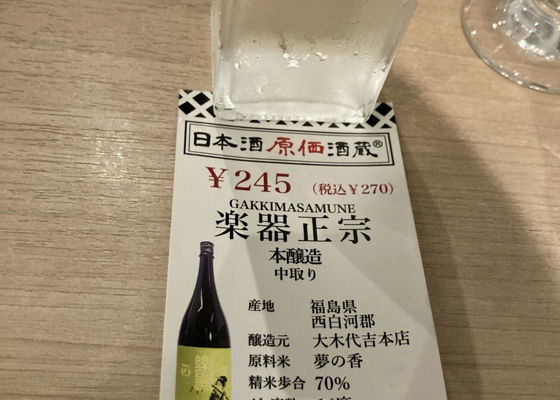 日本酒原価酒蔵®
￥245 (税込￥270)
GAKKIMASAMUNE
楽器正宗
本醸造
中取り
産地 福島県
西白河郡
醸造元 大木代吉本店
原料米 夢の香
精米歩合 70%